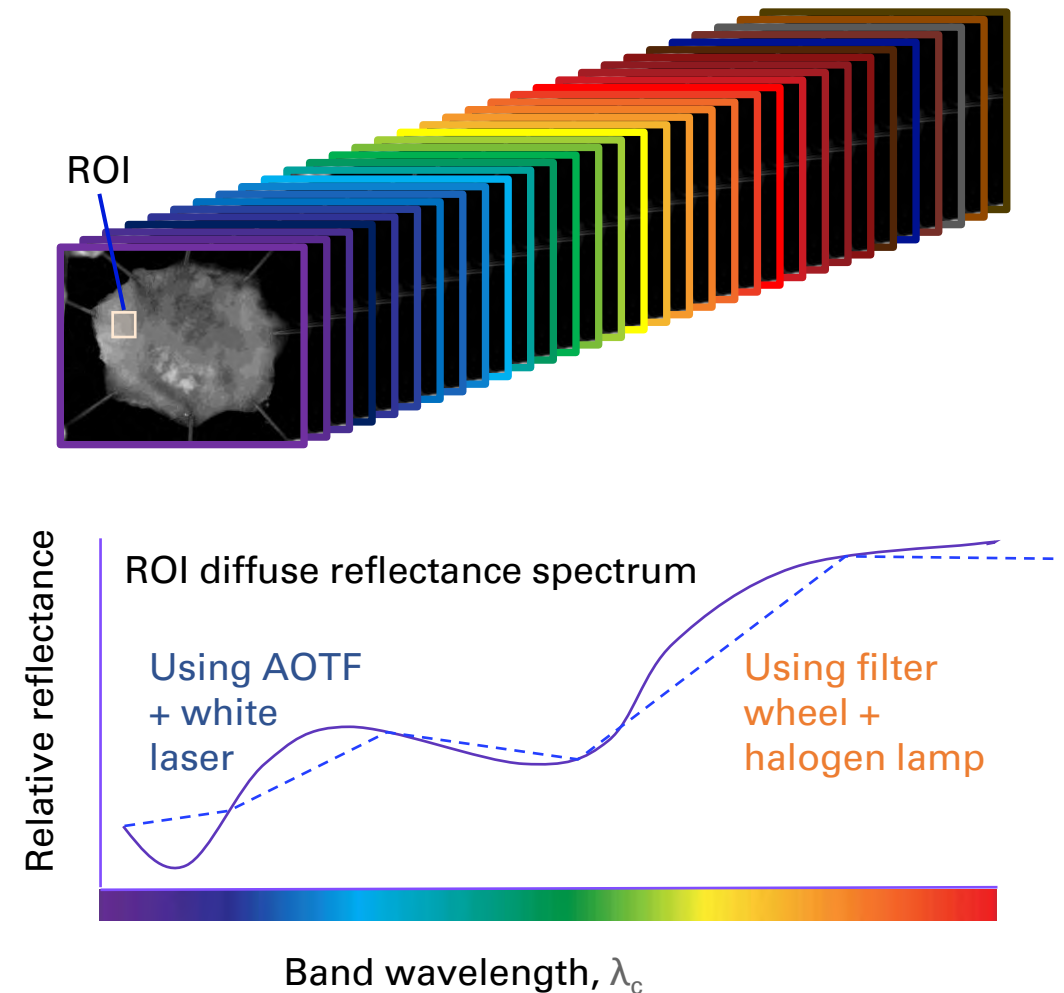 ROI
ROI diffuse reflectance spectrum
Using AOTF
+ white
laser
Using filter
wheel +
halogen lamp
Relative reflectance
Band wavelength, λc